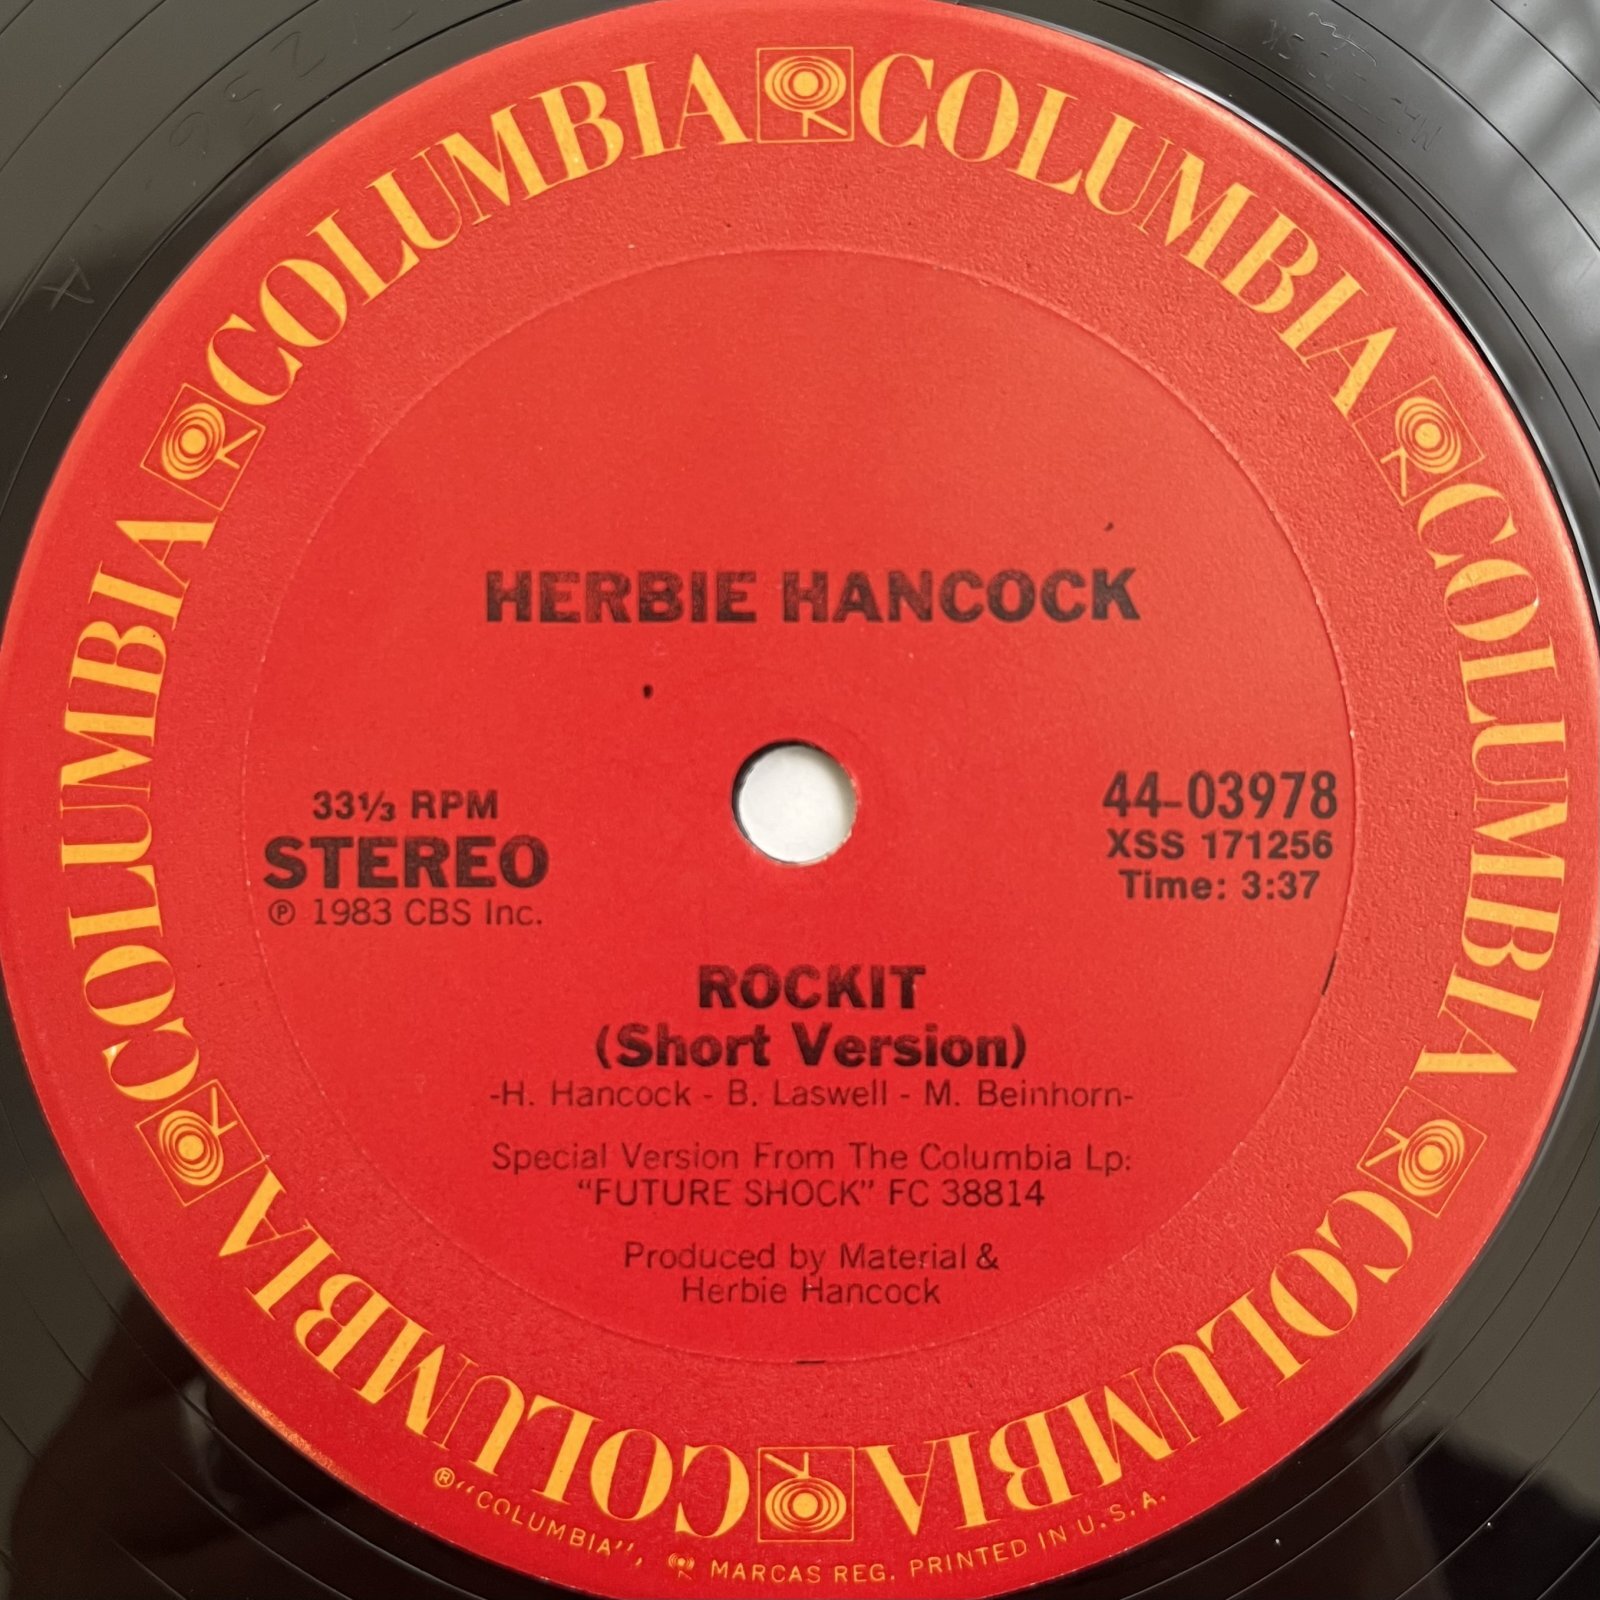 COLUMBIA COLUMBIA COLUMBIA COLUMBIA COLUMBIA COLUMBIA
HERBIE HANCOCK
33⅓ RPM
STEREO
℗ 1983 CBS Inc.
44-03978
XSS 171256
Time: 3:37
ROCKIT
(Short Version)
-H. Hancock - B. Laswell - M. Beinhorn-
Special Version From The Columbia Lp:
“FUTURE SHOCK” FC 38814
Produced by Material &
Herbie Hancock
®“COLUMBIA”, MARCAS REG. PRINTED IN U.S.A.